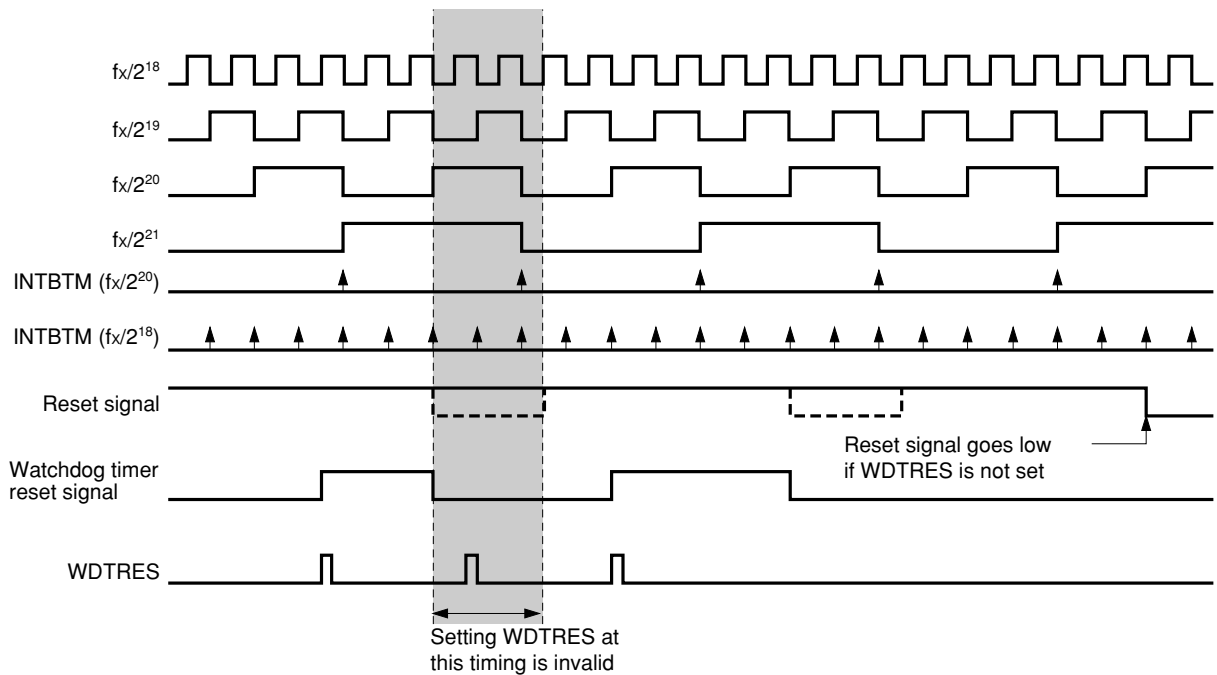 fx/2¹⁸
fx/2¹⁹
fx/2²⁰
fx/2²¹
INTBTM (fx/2²⁰)
INTBTM (fx/2¹⁸)
Reset signal
Reset signal goes low
if WDTRES is not set
Watchdog timer
reset signal
WDTRES
Setting WDTRES at
this timing is invalid